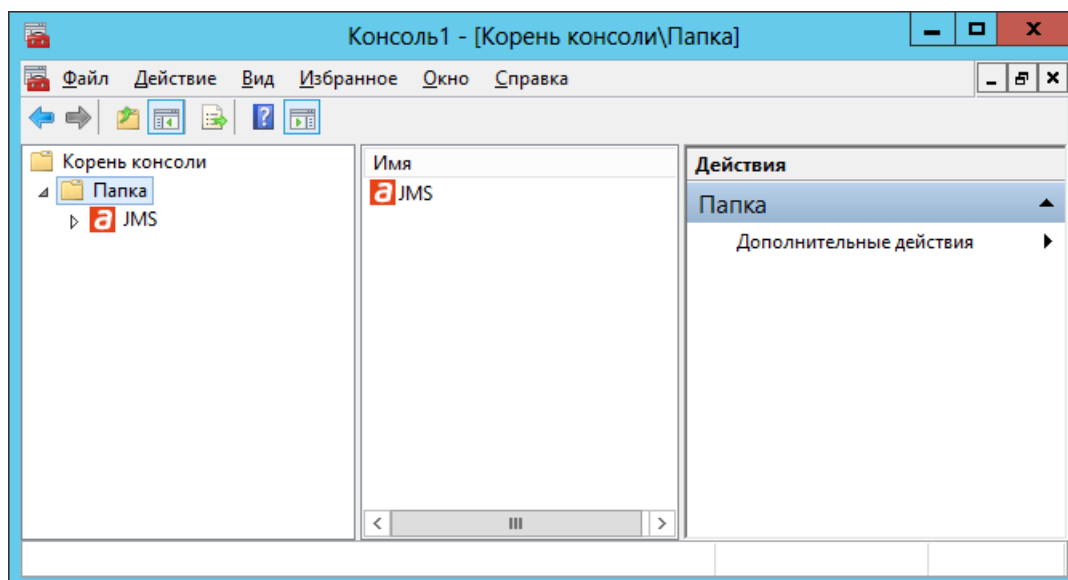 Консоль1 - [Корень консоли\Папка]
Файл Действие Вид Избранное Окно Справка
Корень консоли
Папка
JMS
Имя
JMS
Действия
Папка
Дополнительные действия